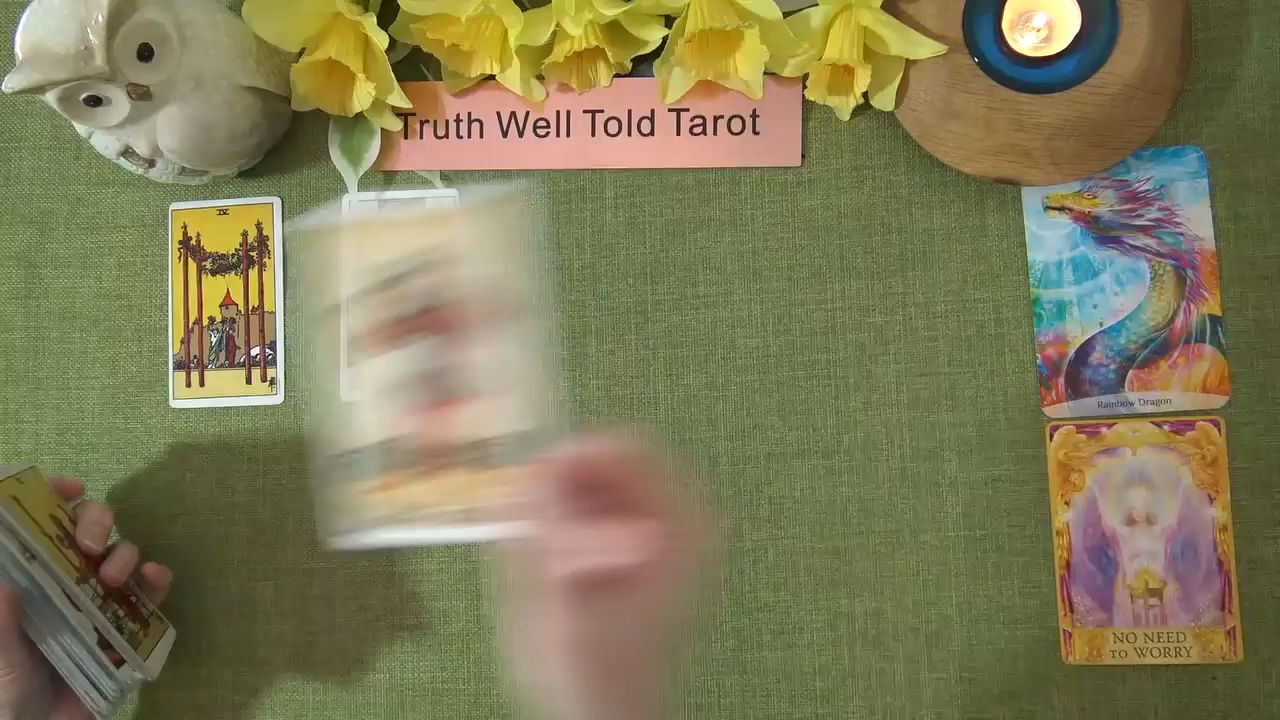 Truth Well Told Tarot
IV
Rainbow Dragon
NO NEED
TO WORRY